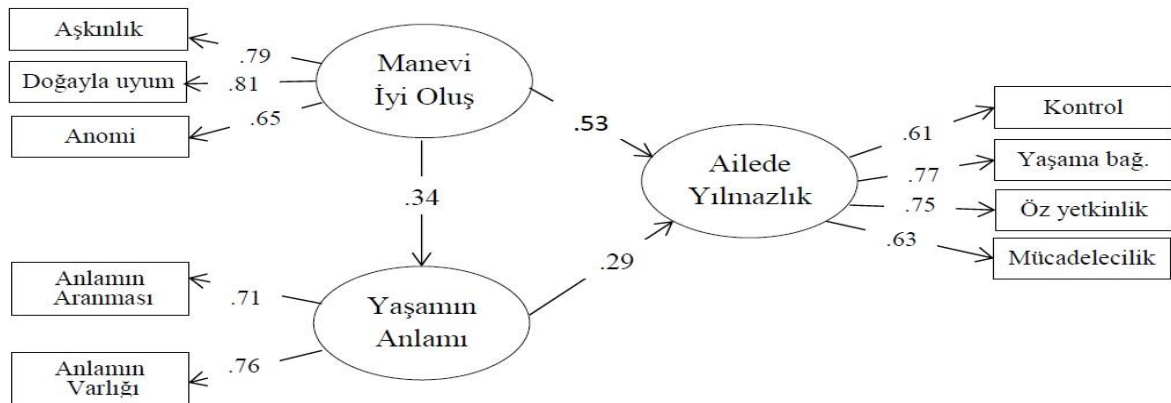 Aşkınlık
.79
Doğayla uyum
.81
Anomi
.65
Manevi
İyi Oluş
.53
.34
Ailede
Yılmazlık
.61
Kontrol
.77
Yaşama bağ.
.75
Öz yetkinlik
.63
Mücadelecilik
.29
Anlamın
Aranması
.71
Yaşamın
Anlamı
Anlamın
Varlığı
.76